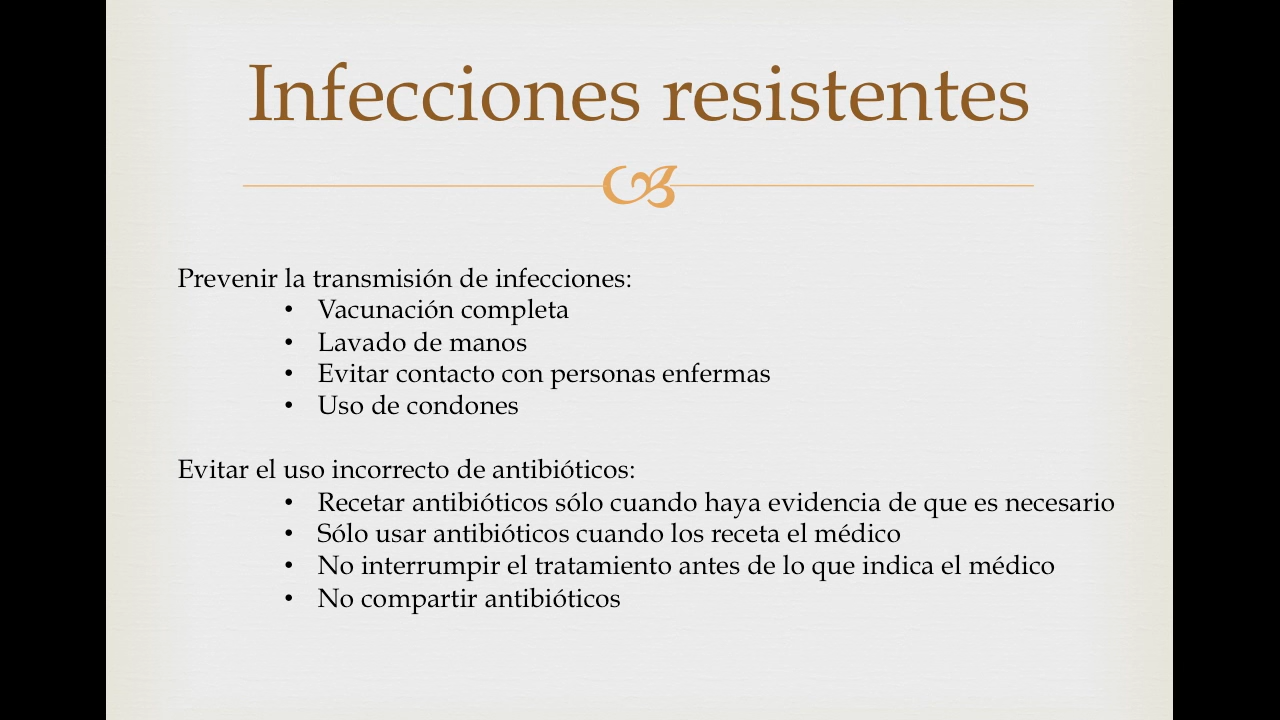 Infecciones resistentes
Prevenir la transmisión de infecciones:
• Vacunación completa
• Lavado de manos
• Evitar contacto con personas enfermas
• Uso de condones
Evitar el uso incorrecto de antibióticos:
• Recetar antibióticos sólo cuando haya evidencia de que es necesario
• Sólo usar antibióticos cuando los receta el médico
• No interrumpir el tratamiento antes de lo que indica el médico
• No compartir antibióticos